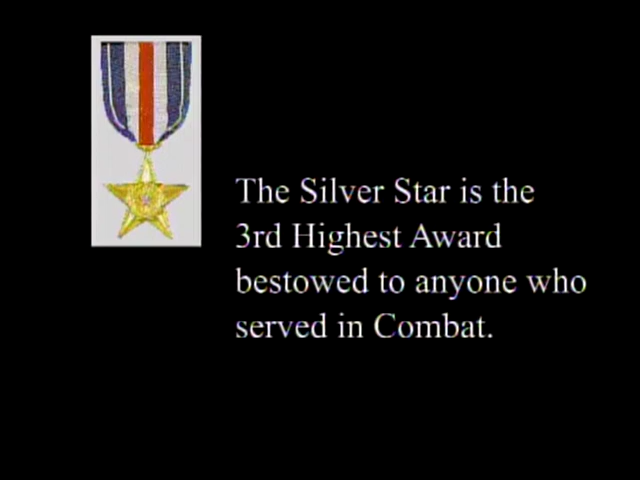 The Silver Star is the
3rd Highest Award
bestowed to anyone who
served in Combat.